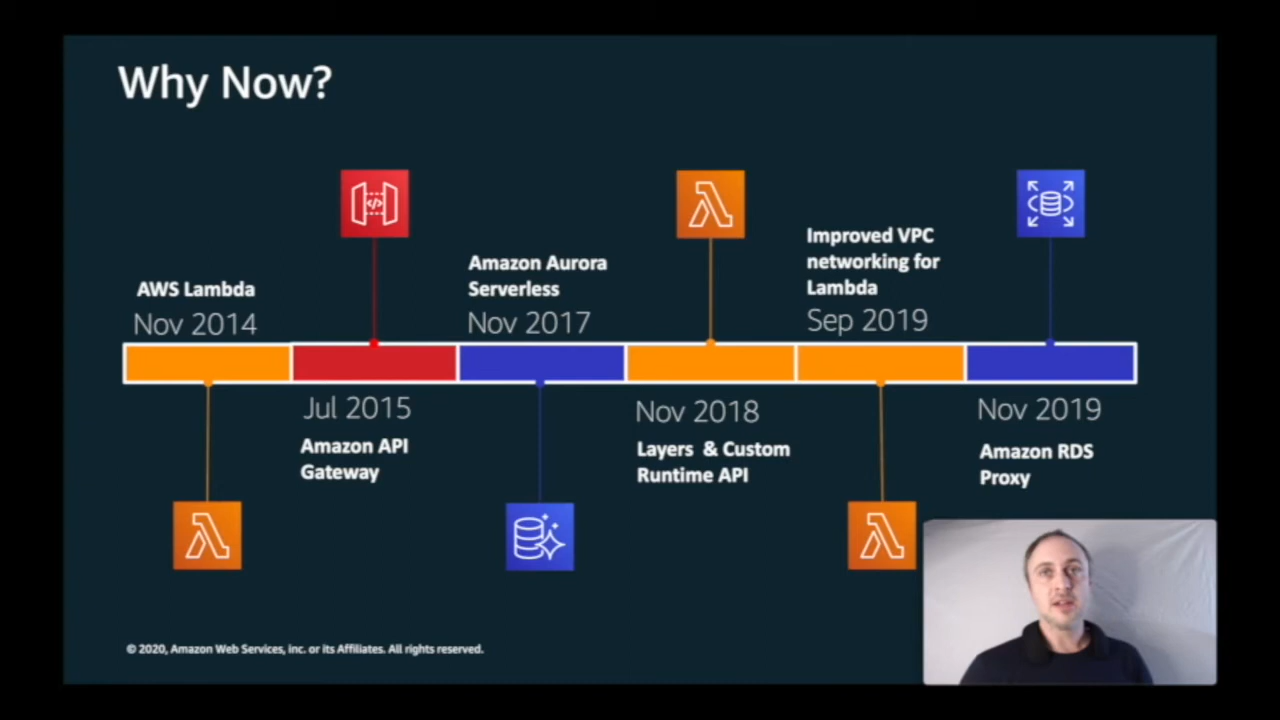 Why Now?
AWS Lambda
Nov 2014
Jul 2015
Amazon API
Gateway
Amazon Aurora
Serverless
Nov 2017
Nov 2018
Layers & Custom
Runtime API
Improved VPC
networking for
Lambda
Sep 2019
Nov 2019
Amazon RDS
Proxy
© 2020, Amazon Web Services, inc. or its Affiliates. All rights reserved.